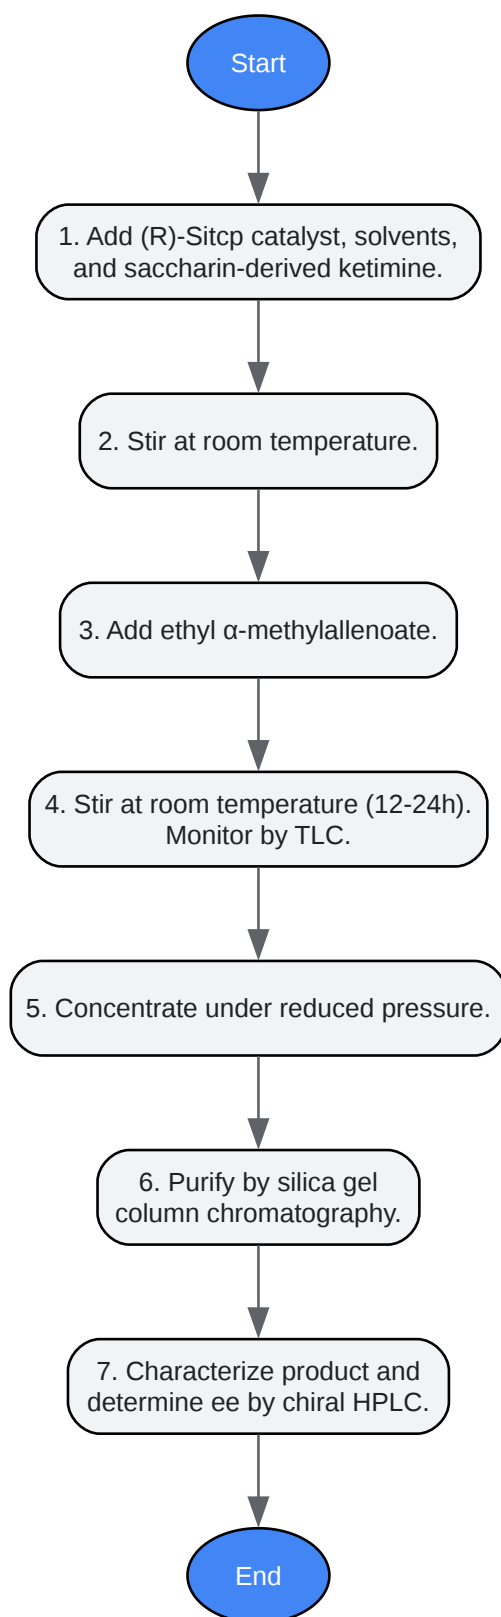 Start
1. Add (R)-Sitcp catalyst, solvents,
and saccharin-derived ketimine.
2. Stir at room temperature.
3. Add ethyl α-methylallenoate.
4. Stir at room temperature (12-24h).
Monitor by TLC.
5. Concentrate under reduced pressure.
6. Purify by silica gel
column chromatography.
7. Characterize product and
determine ee by chiral HPLC.
End